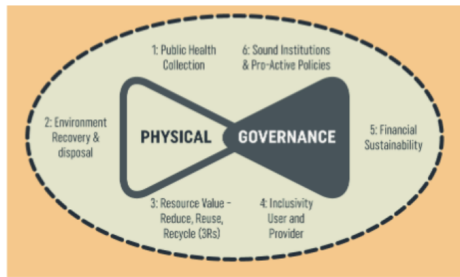 1: Public Health
Collection
6: Sound Institutions
& Pro-Active Policies
2: Environment
Recovery &
disposal
PHYSICAL
GOVERNANCE
5: Financial
Sustainability
3: Resource Value –
Reduce, Reuse,
Recycle (3Rs)
4: Inclusivity
User and
Provider